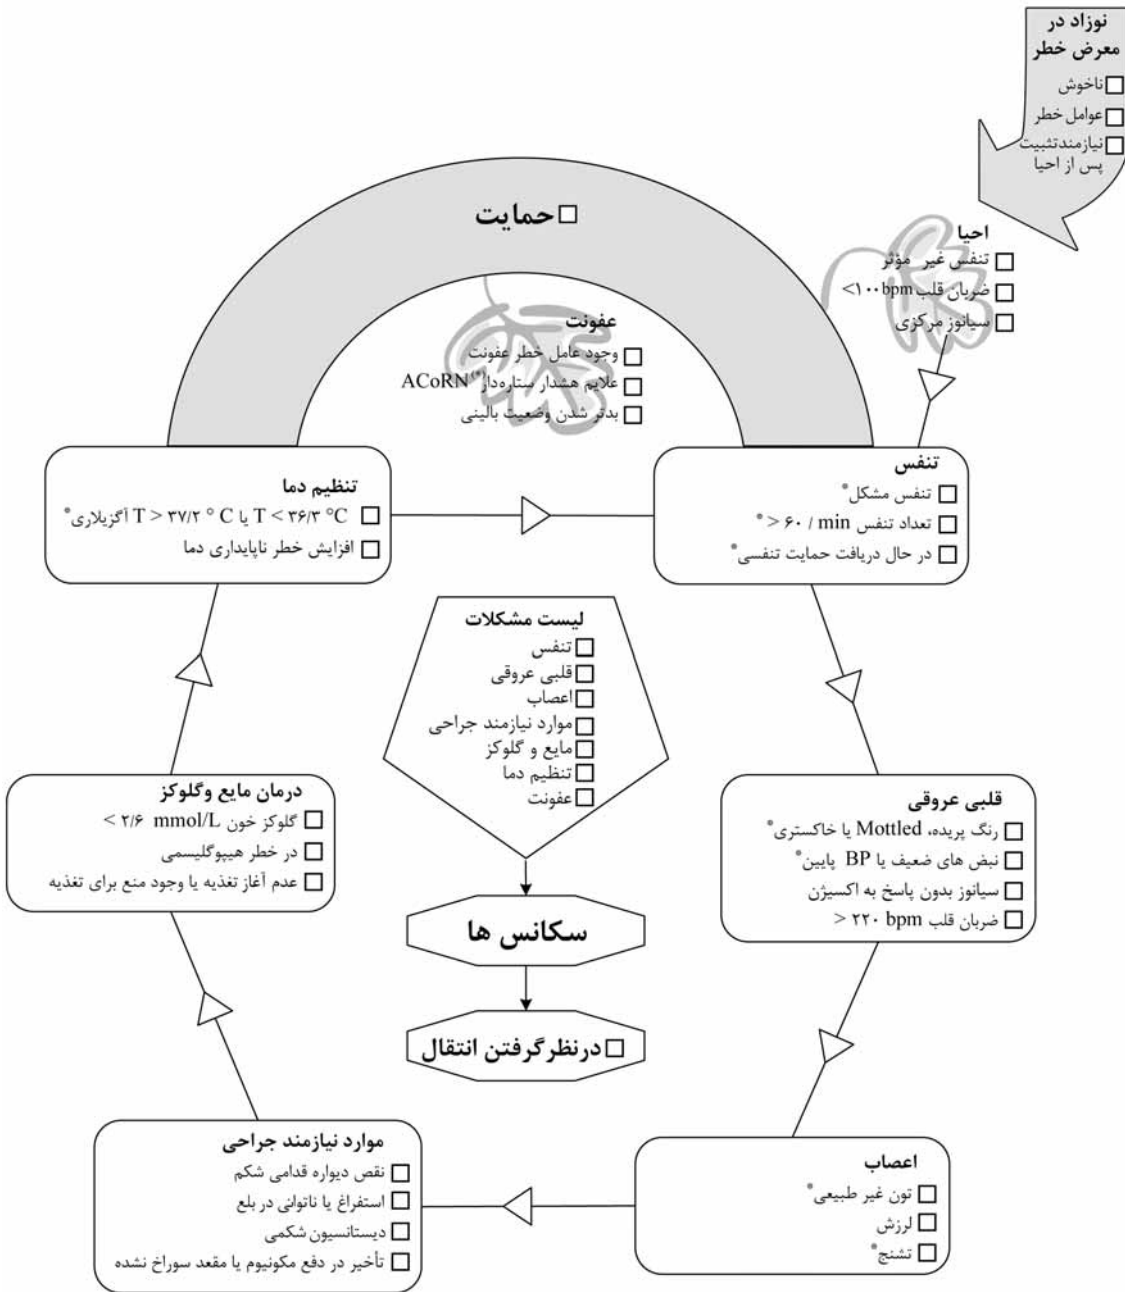 نوزاد در
معرض خطر
ناخوش
عوامل خطر
نیازمندتثبیت
پس از احیا
احیا
تنفس غیر مؤثر
ضربان قلب ۱۰۰bpm>
سیانوز مرکزی
حمایت
عفونت
وجود عامل خطر عفونت
علایم هشدار ستاره‌دار(*) ACoRN
بدتر شدن وضعیت بالینی
تنفس
تنفس مشکل*
تعداد تنفس ۶۰ / min < *
در حال دریافت حمایت تنفسی*
قلبی عروقی
رنگ پریده، Mottled یا خاکستری*
نبض های ضعیف یا BP پایین*
سیانوز بدون پاسخ به اکسیژن
ضربان قلب ۲۲۰ bpm <
اعصاب
تون غیر طبیعی*
لرزش
تشنج*
موارد نیازمند جراحی
نقص دیواره قدامی شکم
استفراغ یا ناتوانی در بلع
دیستانسیون شکمی
تأخیر در دفع مکونیوم یا مقعد سوراخ نشده
درمان مایع وگلوکز
گلوکز خون ۲/۶ mmol/L >
در خطر هیپوگلیسمی
عدم آغاز تغذیه یا وجود منع برای تغذیه
تنظیم دما
T < ۳۶/۳ °C یا T > ۳۷/۲ ° C آگزیلاری*
افزایش خطر ناپایداری دما
لیست مشکلات
تنفس
قلبی عروقی
اعصاب
موارد نیازمند جراحی
مایع و گلوکز
تنظیم دما
عفونت
سکانس ها
درنظرگرفتن انتقال